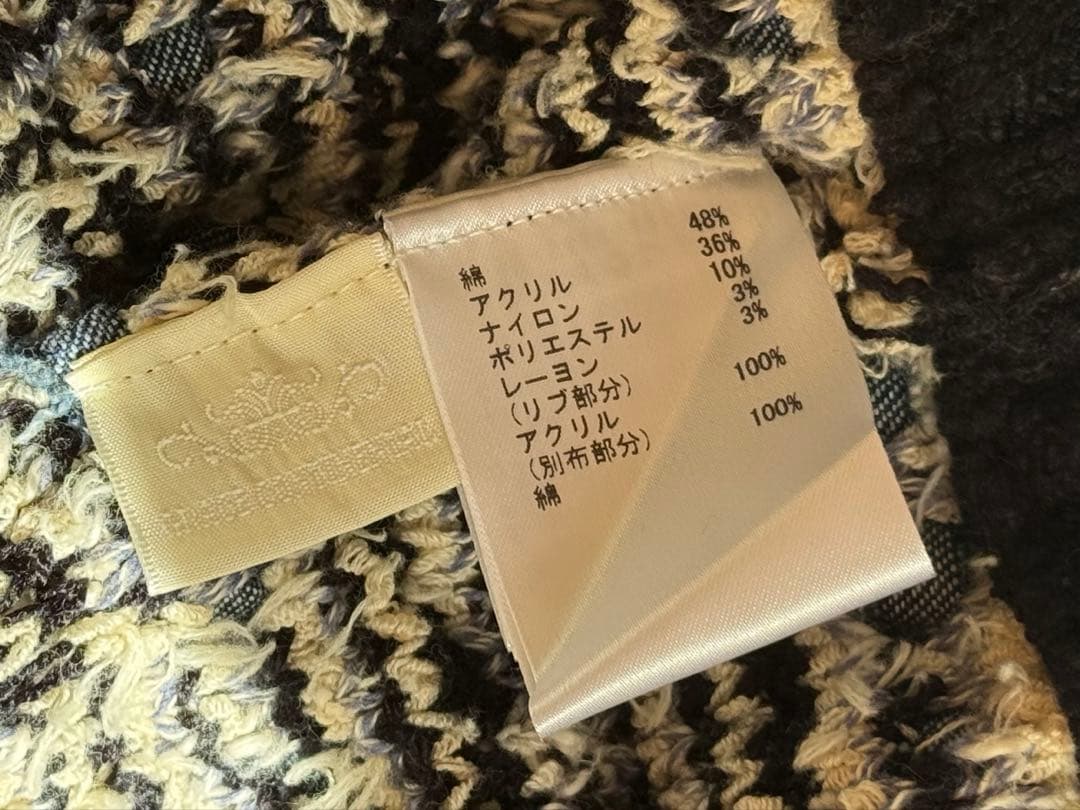 綿 48%
アクリル 36%
ナイロン 10%
ポリエステル 3%
レーヨン 3%
(リブ部分)
アクリル 100%
(別布部分)
綿 100%